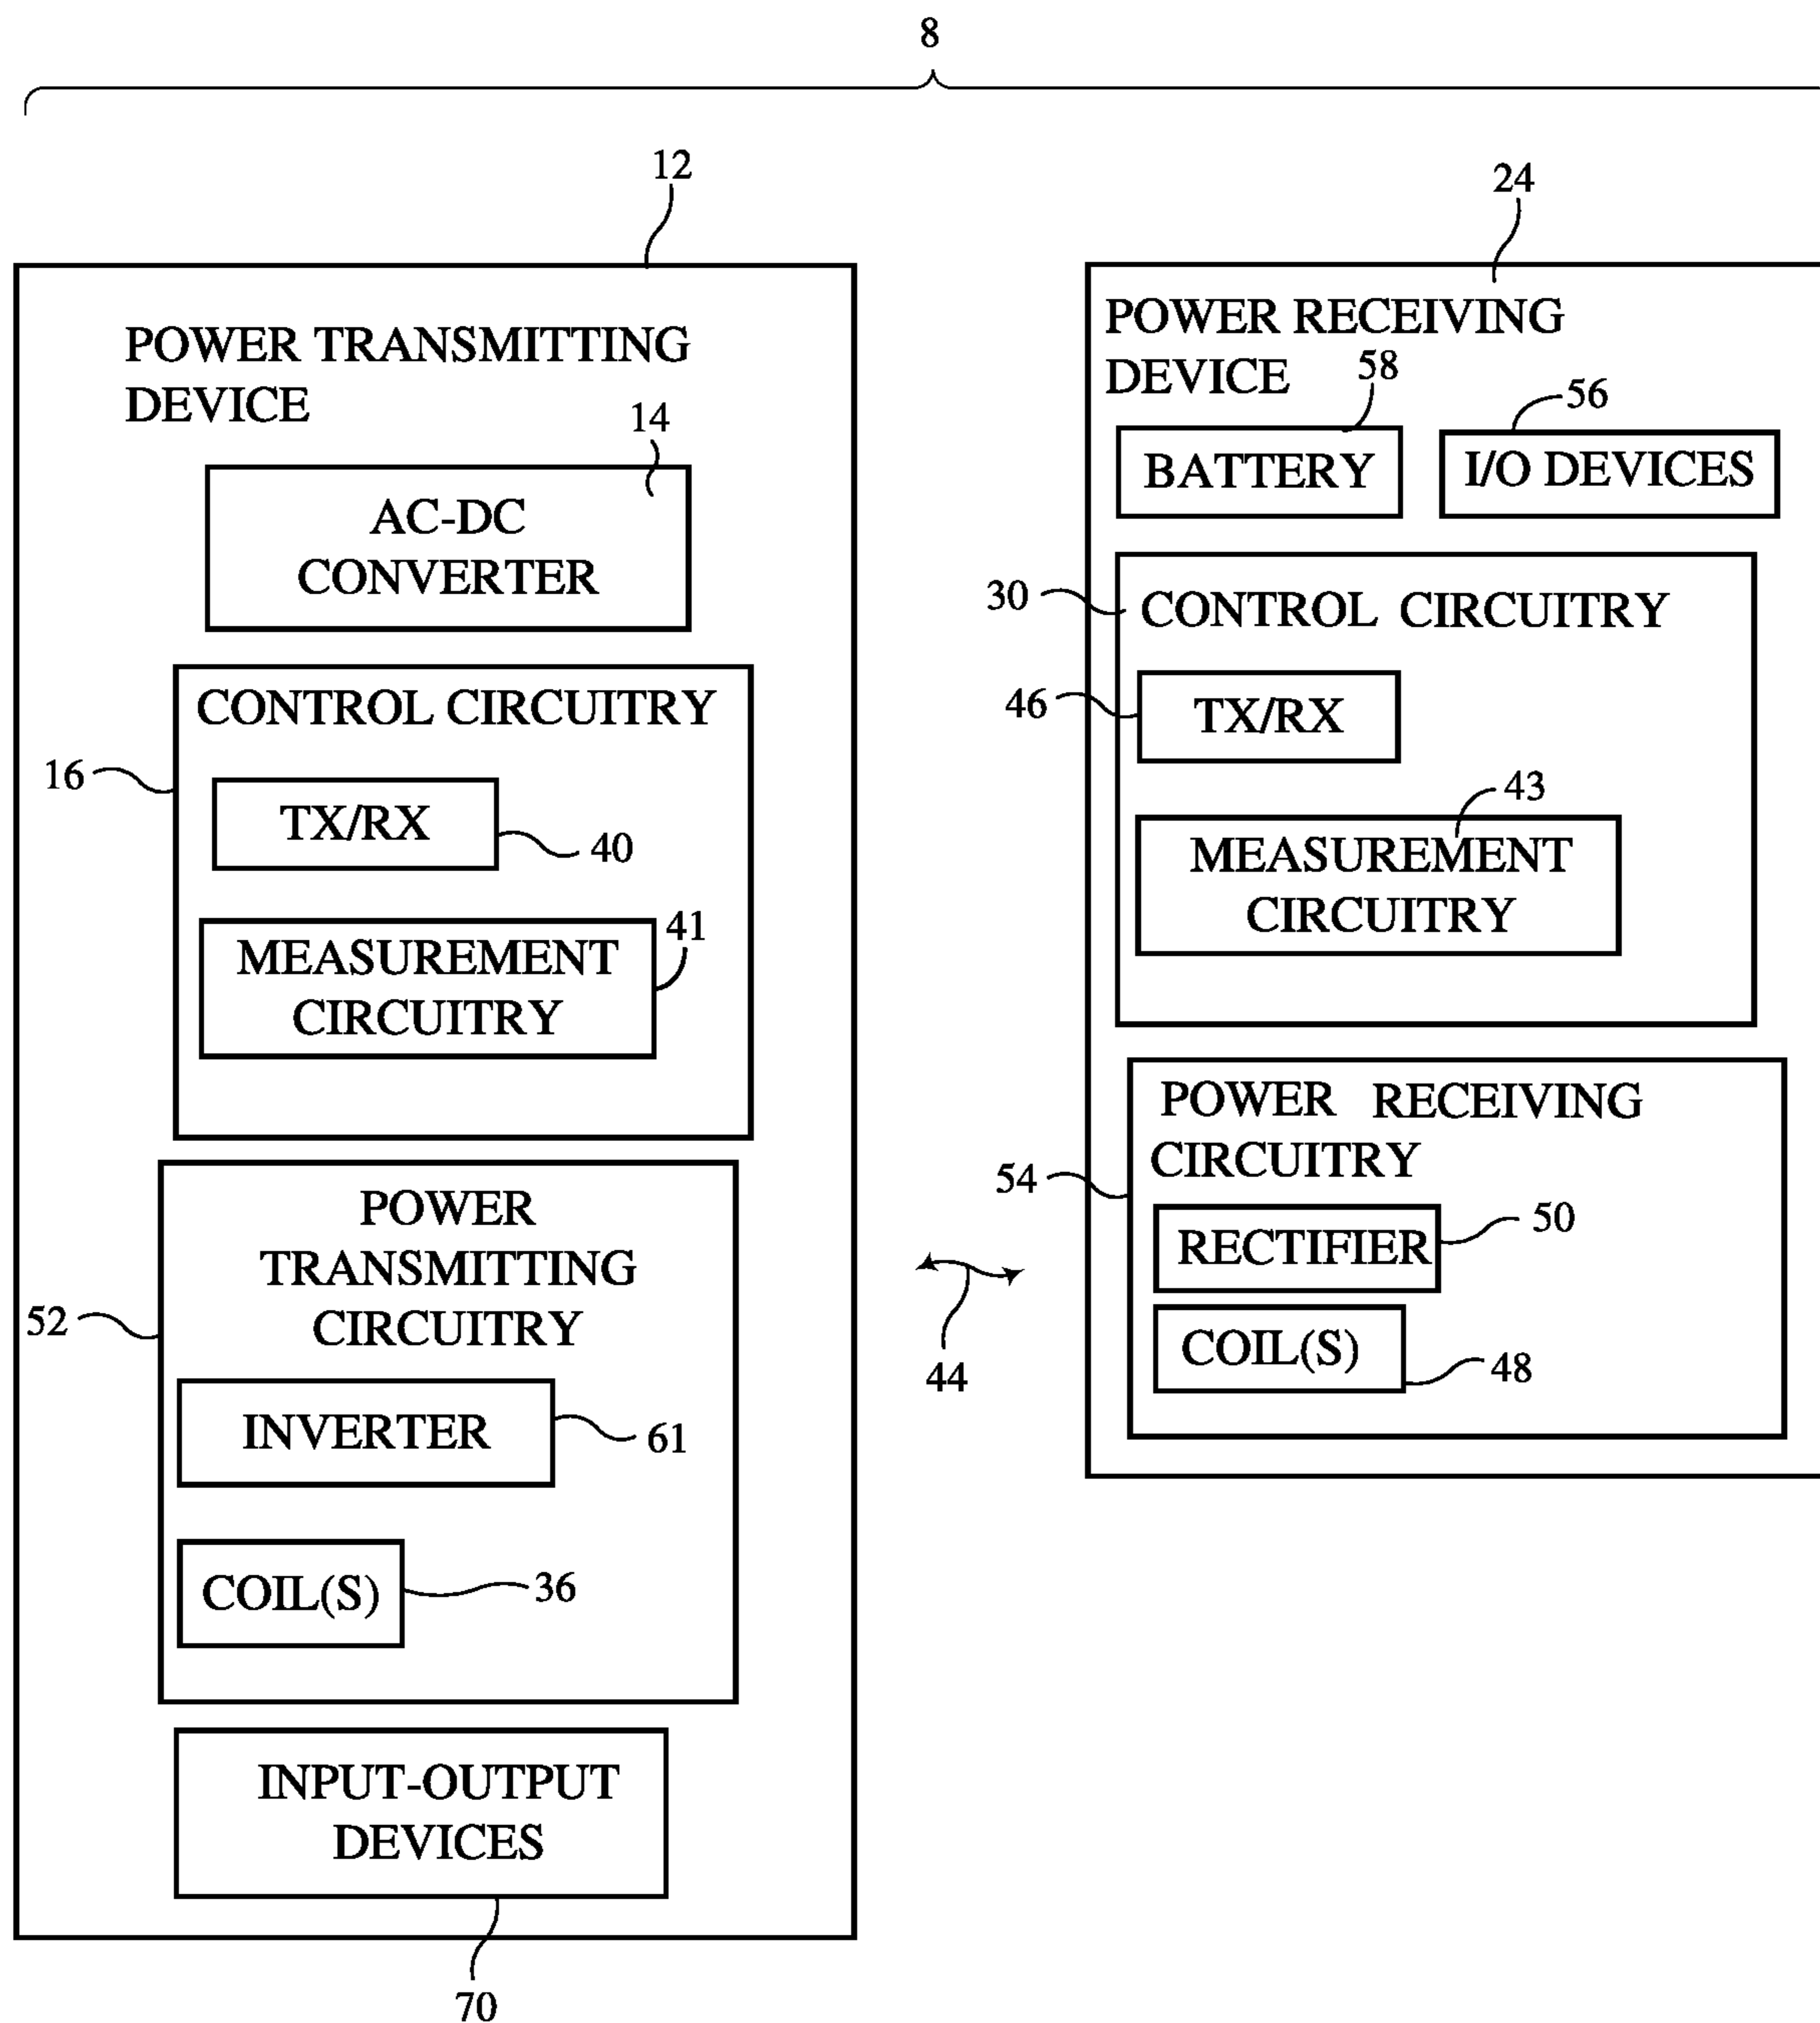 8
12
POWER TRANSMITTING
DEVICE
14
AC-DC
CONVERTER
16
CONTROL CIRCUITRY
TX/RX
40
41
MEASUREMENT
CIRCUITRY
52
POWER
TRANSMITTING
CIRCUITRY
INVERTER
61
COIL(S)
36
INPUT-OUTPUT
DEVICES
70
44
24
POWER RECEIVING
DEVICE
58
56
BATTERY
I/O DEVICES
30
CONTROL CIRCUITRY
46
TX/RX
43
MEASUREMENT
CIRCUITRY
54
POWER RECEIVING
CIRCUITRY
RECTIFIER
50
COIL(S)
48